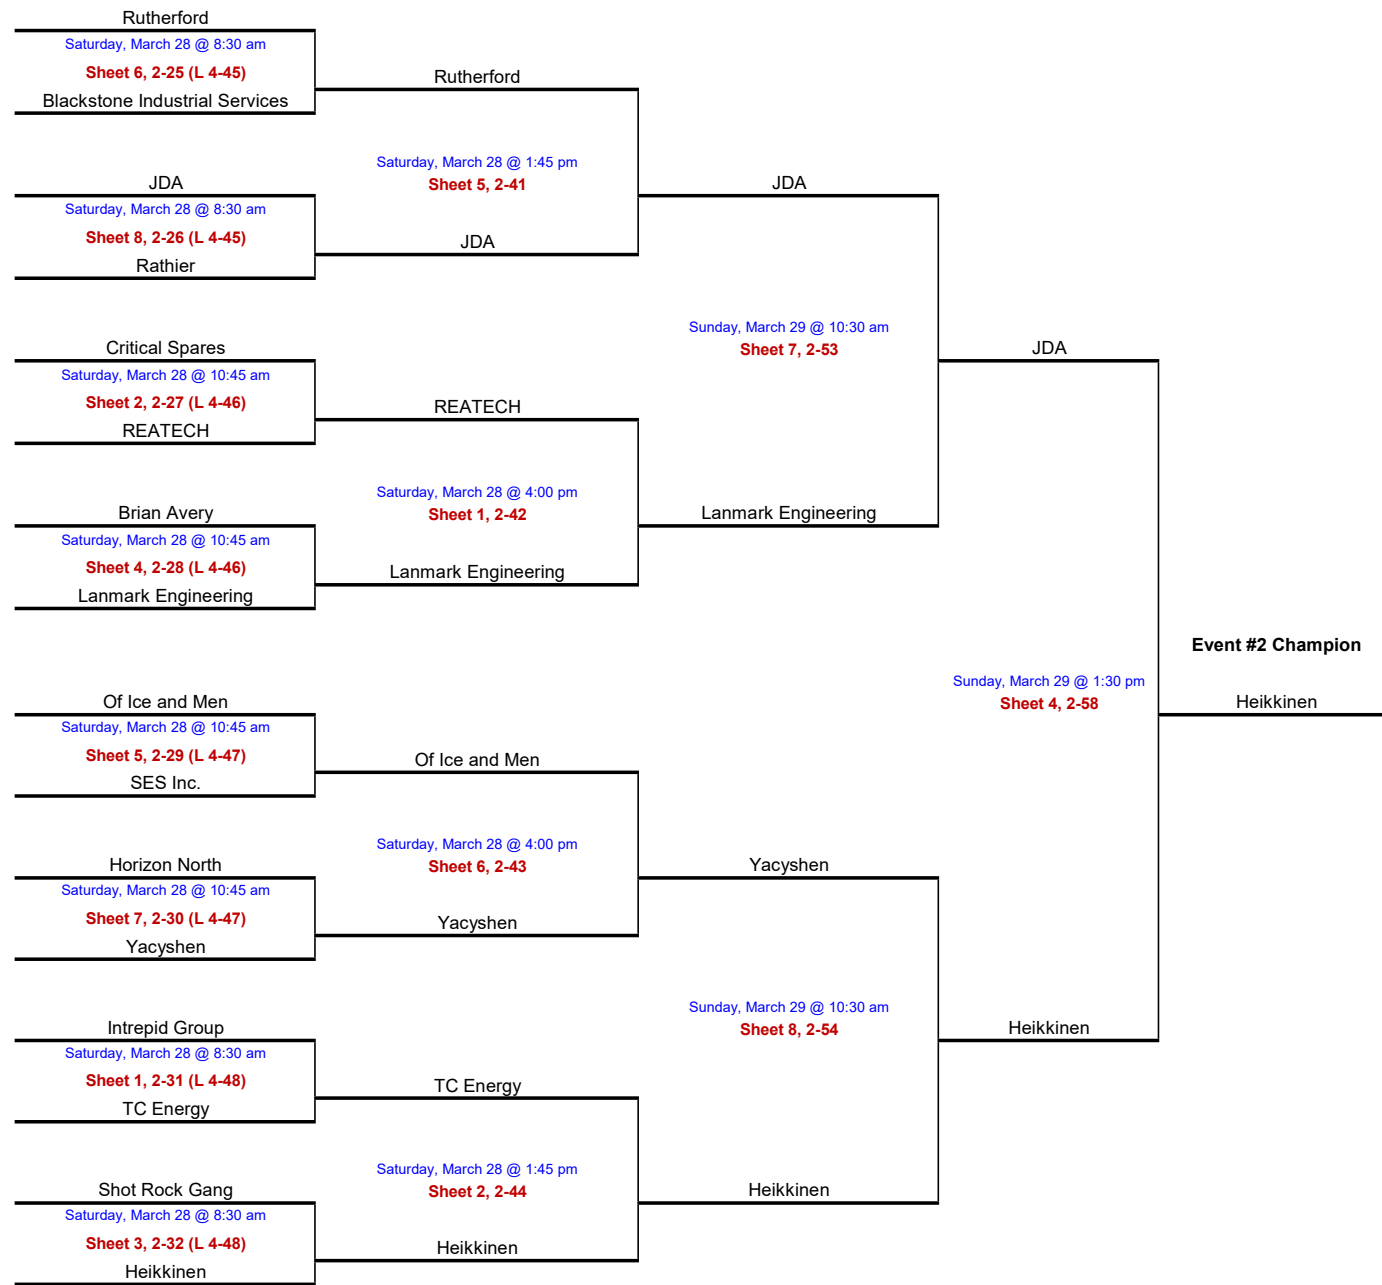 Rutherford
Saturday, March 28 @ 8:30 am
Sheet 6, 2-25 (L 4-45)
Blackstone Industrial Services
JDA
Saturday, March 28 @ 8:30 am
Sheet 8, 2-26 (L 4-45)
Rathier
Critical Spares
Saturday, March 28 @ 10:45 am
Sheet 2, 2-27 (L 4-46)
REATECH
Brian Avery
Saturday, March 28 @ 10:45 am
Sheet 4, 2-28 (L 4-46)
Lanmark Engineering
Of Ice and Men
Saturday, March 28 @ 10:45 am
Sheet 5, 2-29 (L 4-47)
SES Inc.
Horizon North
Saturday, March 28 @ 10:45 am
Sheet 7, 2-30 (L 4-47)
Yacyshen
Intrepid Group
Saturday, March 28 @ 8:30 am
Sheet 1, 2-31 (L 4-48)
TC Energy
Shot Rock Gang
Saturday, March 28 @ 8:30 am
Sheet 3, 2-32 (L 4-48)
Heikkinen
Rutherford
Saturday, March 28 @ 1:45 pm
Sheet 5, 2-41
JDA
REATECH
Saturday, March 28 @ 4:00 pm
Sheet 1, 2-42
Lanmark Engineering
Of Ice and Men
Saturday, March 28 @ 4:00 pm
Sheet 6, 2-43
Yacyshen
TC Energy
Saturday, March 28 @ 1:45 pm
Sheet 2, 2-44
Heikkinen
JDA
Sunday, March 29 @ 10:30 am
Sheet 7, 2-53
Lanmark Engineering
Yacyshen
Sunday, March 29 @ 10:30 am
Sheet 8, 2-54
Heikkinen
JDA
Sunday, March 29 @ 1:30 pm
Sheet 4, 2-58
Heikkinen
Event #2 Champion
Heikkinen